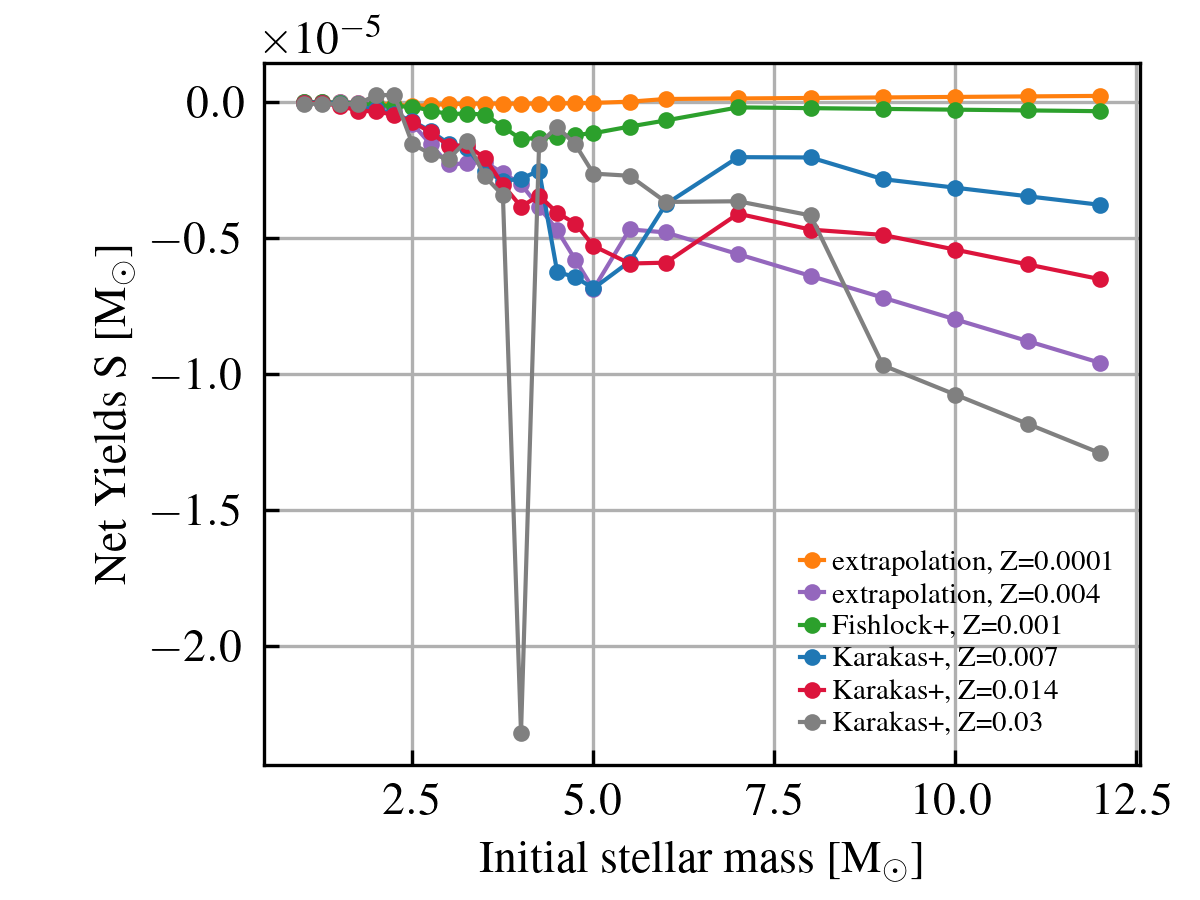 ×10⁻⁵
0.0
−0.5
−1.0
−1.5
−2.0
Net Yields S [M☉]
extrapolation, Z=0.0001
extrapolation, Z=0.004
Fishlock+, Z=0.001
Karakas+, Z=0.007
Karakas+, Z=0.014
Karakas+, Z=0.03
2.5 5.0 7.5 10.0 12.5
Initial stellar mass [M☉]